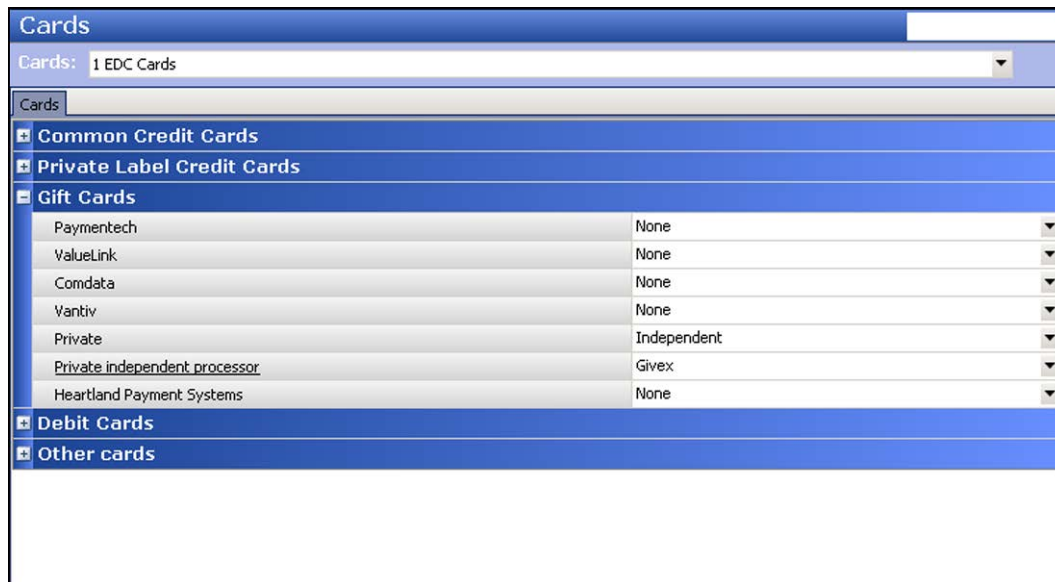 Cards
Cards: 1 EDC Cards
Cards
Common Credit Cards
Private Label Credit Cards
Gift Cards
Paymentech None
ValueLink None
Comdata None
Vantiv None
Private Independent
Private independent processor Givex
Heartland Payment Systems None
Debit Cards
Other cards